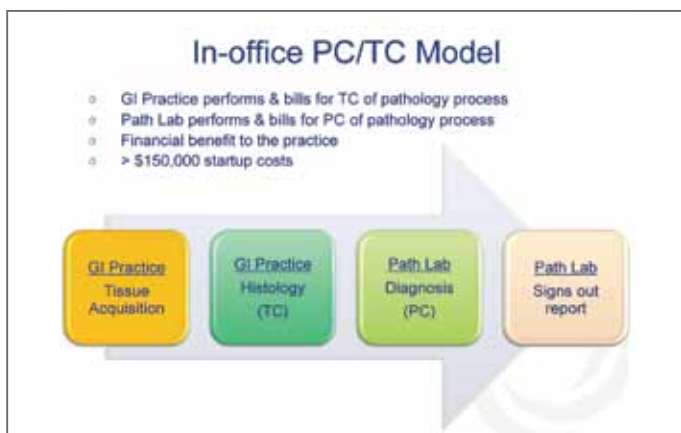 In-office PC/TC Model
GI Practice performs & bills for TC of pathology process
Path Lab performs & bills for PC of pathology process
Financial benefit to the practice
> $150,000 startup costs
GI Practice
Tissue
Acquisition
GI Practice
Histology
(TC)
Path Lab
Diagnosis
(PC)
Path Lab
Signs out
report